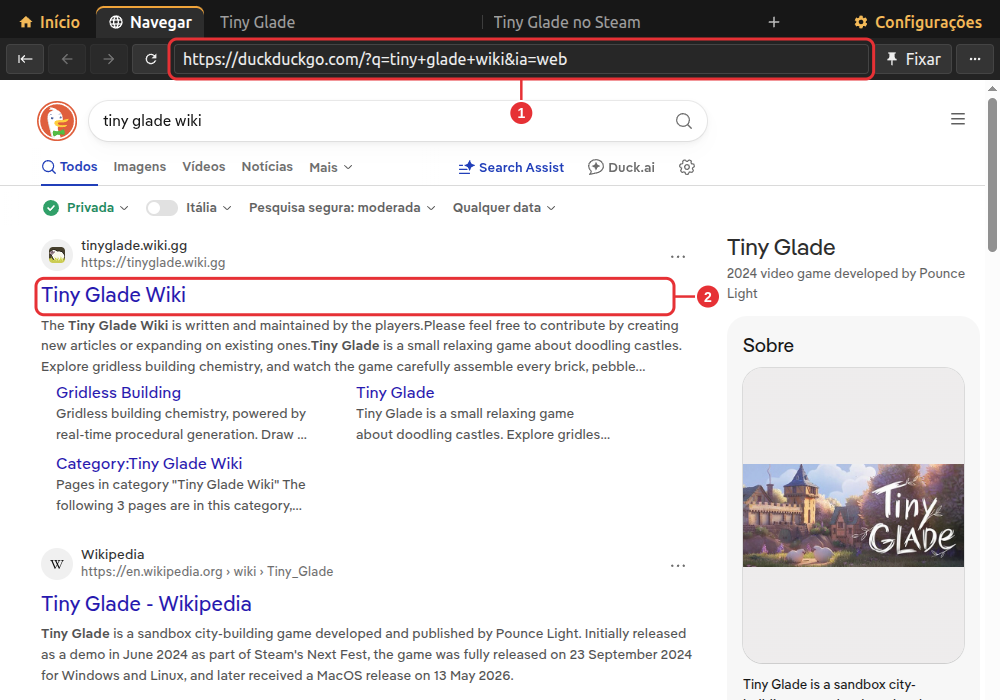 Início
Navegar
Tiny Glade
Tiny Glade no Steam
Configurações
https://duckduckgo.com/?q=tiny+glade+wiki&ia=web
Fixar
1
tiny glade wiki
Todos
Imagens
Vídeos
Notícias
Mais
Search Assist
Duck.ai
Privada
Itália
Pesquisa segura: moderada
Qualquer data
tinyglade.wiki.gg
https://tinyglade.wiki.gg
Tiny Glade Wiki
2
The Tiny Glade Wiki is written and maintained by the players.Please feel free to contribute by creating
new articles or expanding on existing ones.Tiny Glade is a small relaxing game about doodling castles.
Explore gridless building chemistry, and watch the game carefully assemble every brick, pebble...
Gridless Building
Gridless building chemistry, powered by
real-time procedural generation. Draw ...
Tiny Glade
Tiny Glade is a small relaxing game
about doodling castles. Explore gridles...
Category:Tiny Glade Wiki
Pages in category "Tiny Glade Wiki" The
following 3 pages are in this category,...
W
Wikipedia
https://en.wikipedia.org › wiki › Tiny_Glade
Tiny Glade - Wikipedia
Tiny Glade is a sandbox city-building game developed and published by Pounce Light. Initially released
as a demo in June 2024 as part of Steam's Next Fest, the game was fully released on 23 September 2024
for Windows and Linux, and later received a MacOS release on 13 May 2026.
Tiny Glade
2024 video game developed by Pounce
Light
Sobre
Tiny
GLADE
Tiny Glade is a sandbox city-